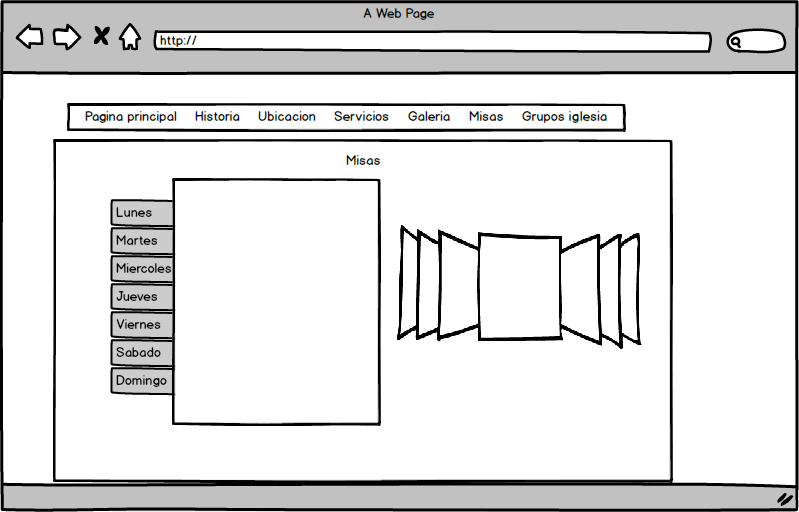 A Web Page
http://
Pagina principal Historia Ubicacion Servicios Galeria Misas Grupos iglesia
Misas
Lunes
Martes
Miercoles
Jueves
Viernes
Sabado
Domingo